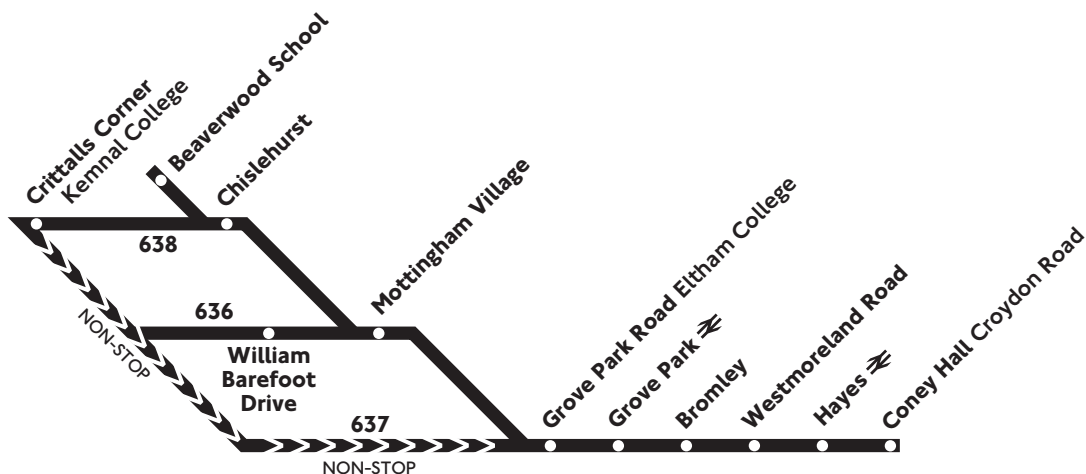 Crittalls Corner
Kemnal College
Beaverwood School
Chislehurst
638
Mottingham Village
636
William
Barefoot
Drive
NON-STOP
637
NON-STOP
Grove Park Road Eltham College
Grove Park
Bromley
Westmoreland Road
Hayes
Coney Hall Croydon Road